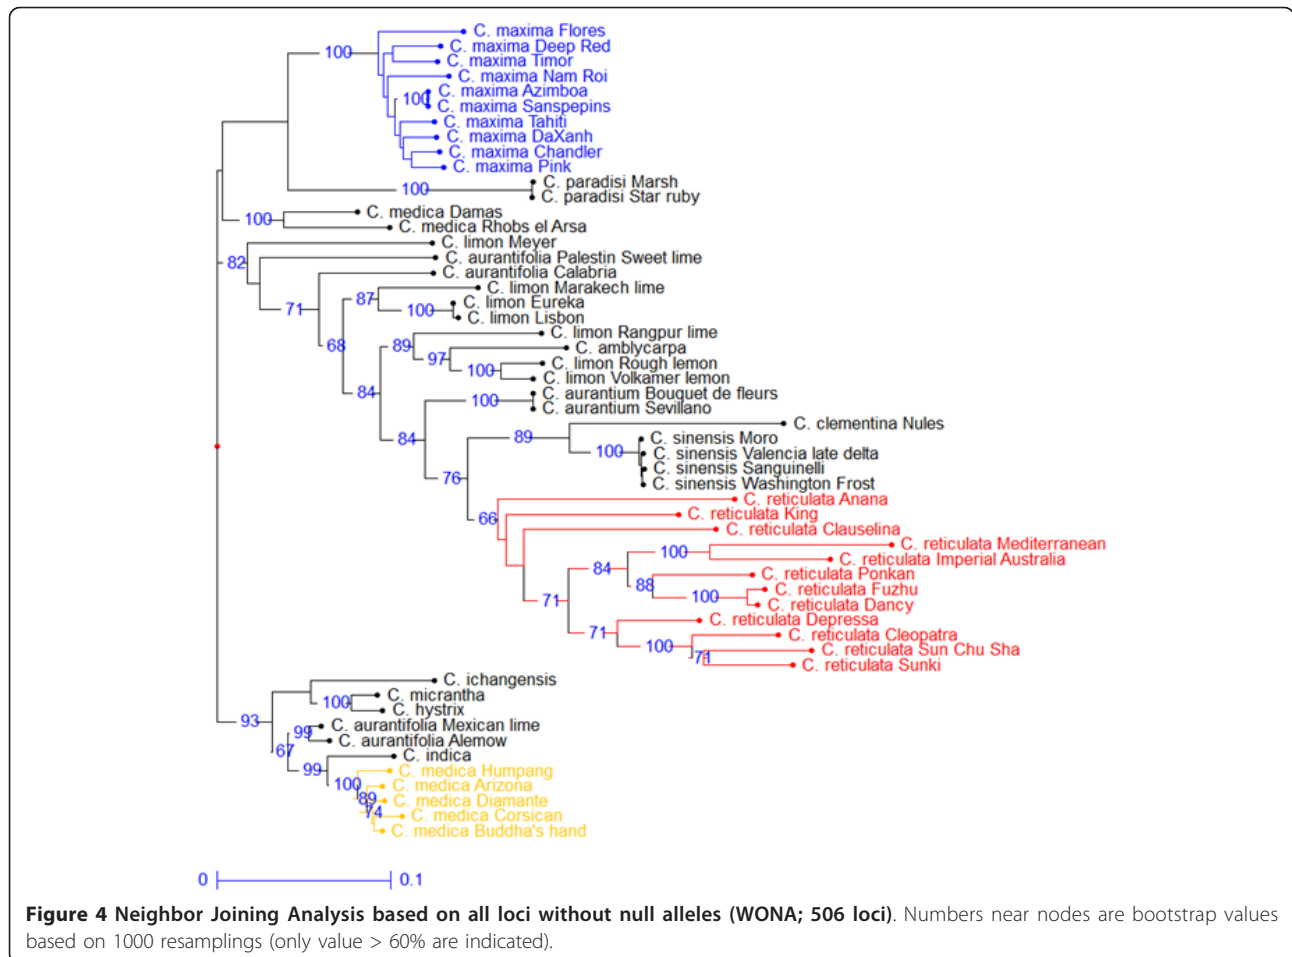 C. maxima Flores
100
C. maxima Deep Red
C. maxima Timor
C. maxima Nam Roi
C. maxima Azimboa
100
C. maxima Sanspepins
C. maxima Tahiti
C. maxima DaXanh
C. maxima Chandler
C. maxima Pink
C. paradisi Marsh
100
C. paradisi Star ruby
C. medica Damas
100
C. medica Rhobs el Arsa
C. limon Meyer
82
C. aurantifolia Palestin Sweet lime
C. aurantifolia Calabria
C. limon Marakech lime
87
C. limon Eureka
71
100
C. limon Lisbon
C. limon Rangpur lime
68
89
C. amblycarpa
97
C. limon Rough lemon
100
C. limon Volkamer lemon
84
C. aurantium Bouquet de fleurs
100
C. aurantium Sevillano
C. clementina Nules
84
89
C. sinensis Moro
100
C. sinensis Valencia late delta
C. sinensis Sanguinelli
76
C. sinensis Washington Frost
C. reticulata Anana
C. reticulata King
66
C. reticulata Clauselina
C. reticulata Mediterranean
100
C. reticulata Imperial Australia
84
C. reticulata Ponkan
88
C. reticulata Fuzhu
100
C. reticulata Dancy
71
C. reticulata Depressa
71
C. reticulata Cleopatra
100
C. reticulata Sun Chu Sha
71
C. reticulata Sunki
C. ichangensis
C. micrantha
100
C. hystrix
93
C. aurantifolia Mexican lime
99
C. aurantifolia Alemow
67
C. indica
99
C. medica Humpang
100
C. medica Arizona
89
C. medica Diamante
74
C. medica Corsican
C. medica Buddha's hand
0 0.1
Figure 4 Neighbor Joining Analysis based on all loci without null alleles (WONA; 506 loci). Numbers near nodes are bootstrap values
based on 1000 resamplings (only value > 60% are indicated).